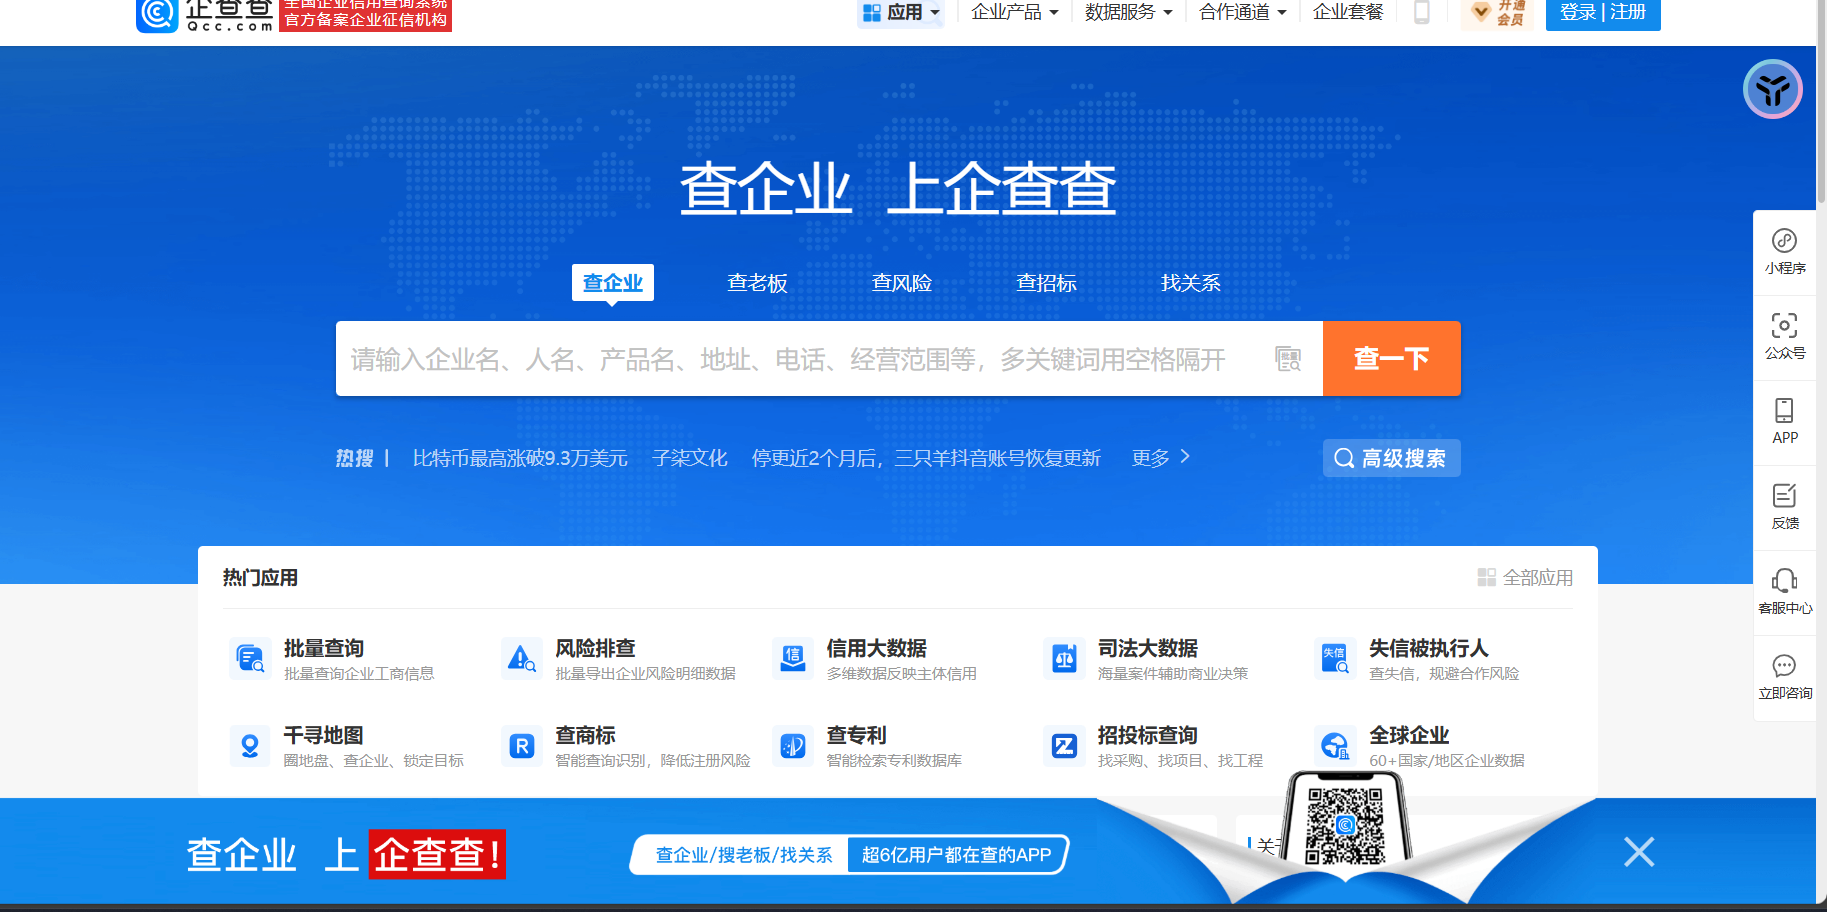 企查查
Qcc.com
全国企业信用查询系统
官方备案企业征信机构
应用
企业产品
数据服务
合作通道
企业套餐
开通
会员
登录 | 注册
查企业 上企查查
查企业
查老板
查风险
查招标
找关系
请输入企业名、人名、产品名、地址、电话、经营范围等，多关键词用空格隔开
批量
查一下
热搜
比特币最高涨破9.3万美元
子柒文化
停更近2个月后，三只羊抖音账号恢复更新
更多
高级搜索
小程序
公众号
APP
反馈
客服中心
立即咨询
热门应用
全部应用
批量查询
批量查询企业工商信息
风险排查
批量导出企业风险明细数据
信
信用大数据
多维数据反映主体信用
司法大数据
海量案件辅助商业决策
失信
失信被执行人
查失信，规避合作风险
千寻地图
圈地盘、查企业、锁定目标
R
查商标
智能查询识别，降低注册风险
查专利
智能检索专利数据库
招投标查询
找采购、找项目、找工程
全球企业
60+国家/地区企业数据
查企业 上企查查!
查企业/搜老板/找关系
超6亿用户都在查的APP
关于